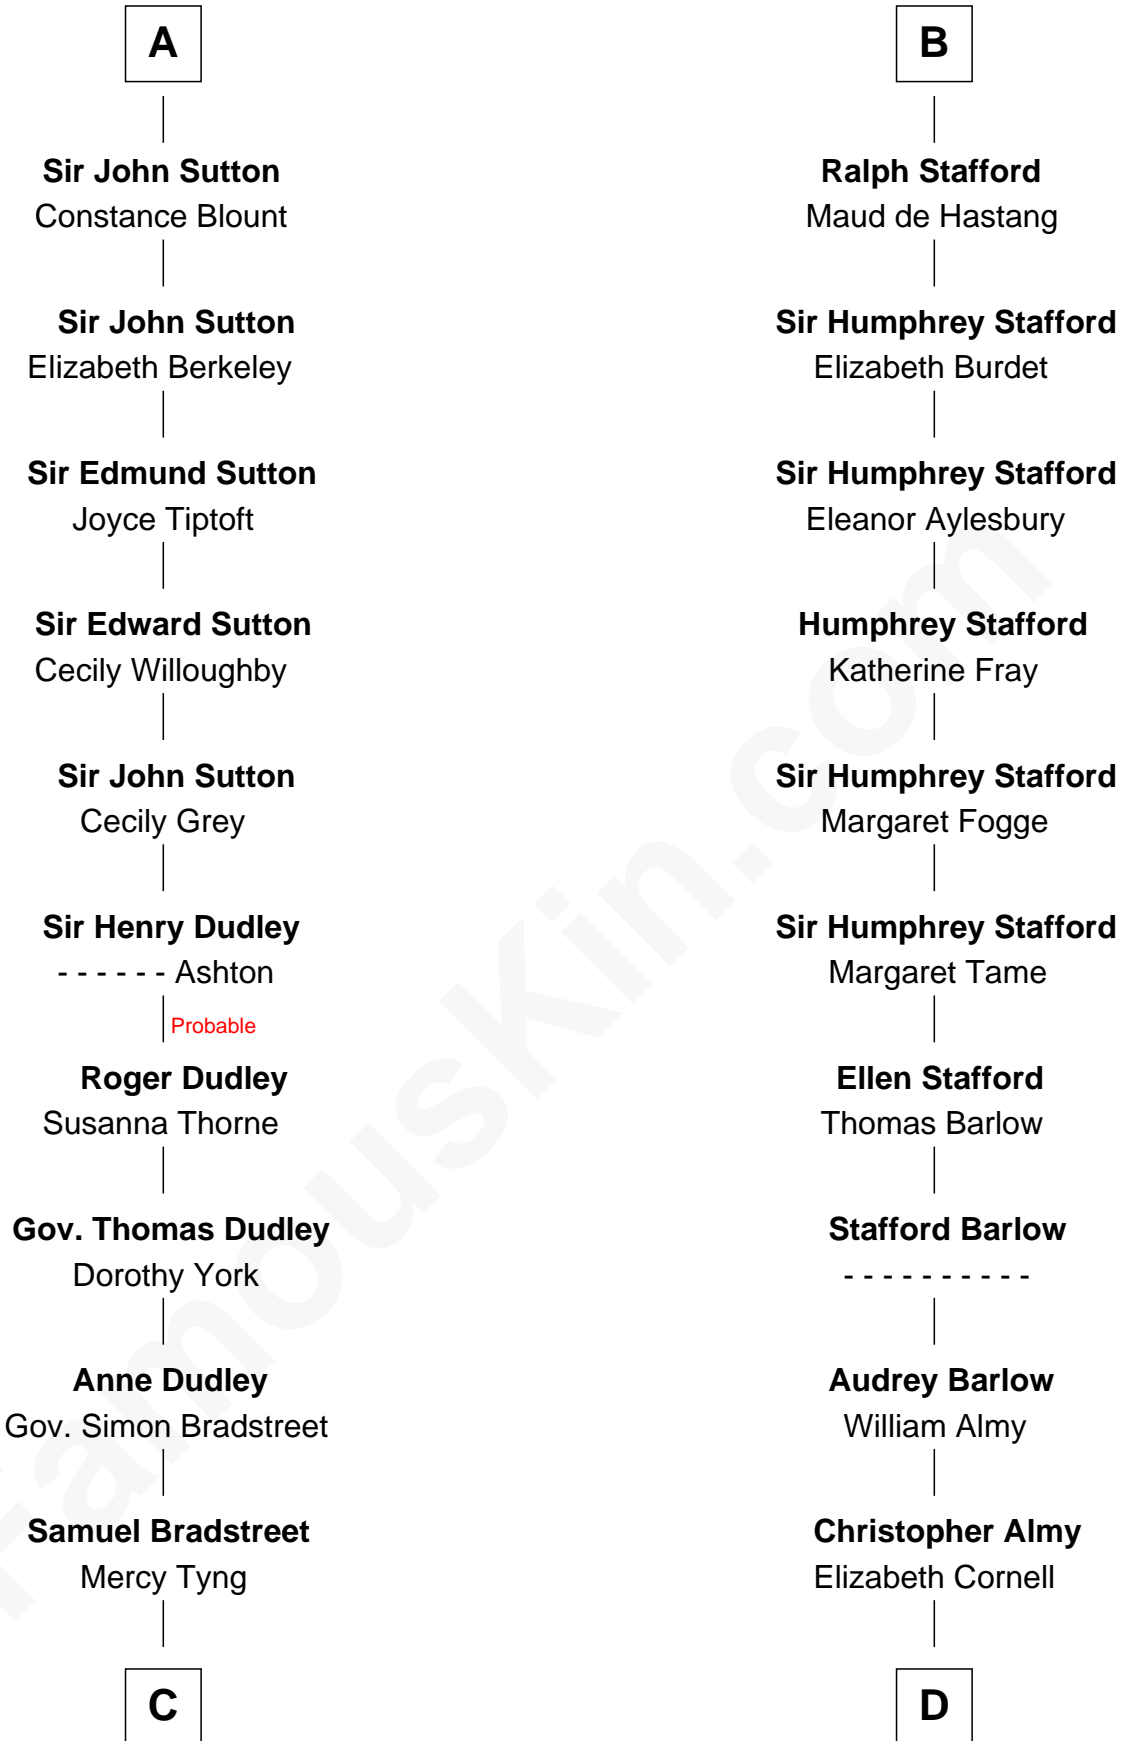 A
Sir John Sutton
Constance Blount
Sir John Sutton
Elizabeth Berkeley
Sir Edmund Sutton
Joyce Tiptoft
Sir Edward Sutton
Cecily Willoughby
Sir John Sutton
Cecily Grey
Sir Henry Dudley
- - - - - - Ashton
Probable
Roger Dudley
Susanna Thorne
Gov. Thomas Dudley
Dorothy York
Anne Dudley
Gov. Simon Bradstreet
Samuel Bradstreet
Mercy Tyng
C
B
Ralph Stafford
Maud de Hastang
Sir Humphrey Stafford
Elizabeth Burdet
Sir Humphrey Stafford
Eleanor Aylesbury
Humphrey Stafford
Katherine Fray
Sir Humphrey Stafford
Margaret Fogge
Sir Humphrey Stafford
Margaret Tame
Ellen Stafford
Thomas Barlow
Stafford Barlow
- - - - - - - - - -
Audrey Barlow
William Almy
Christopher Almy
Elizabeth Cornell
D
FamousKin.com